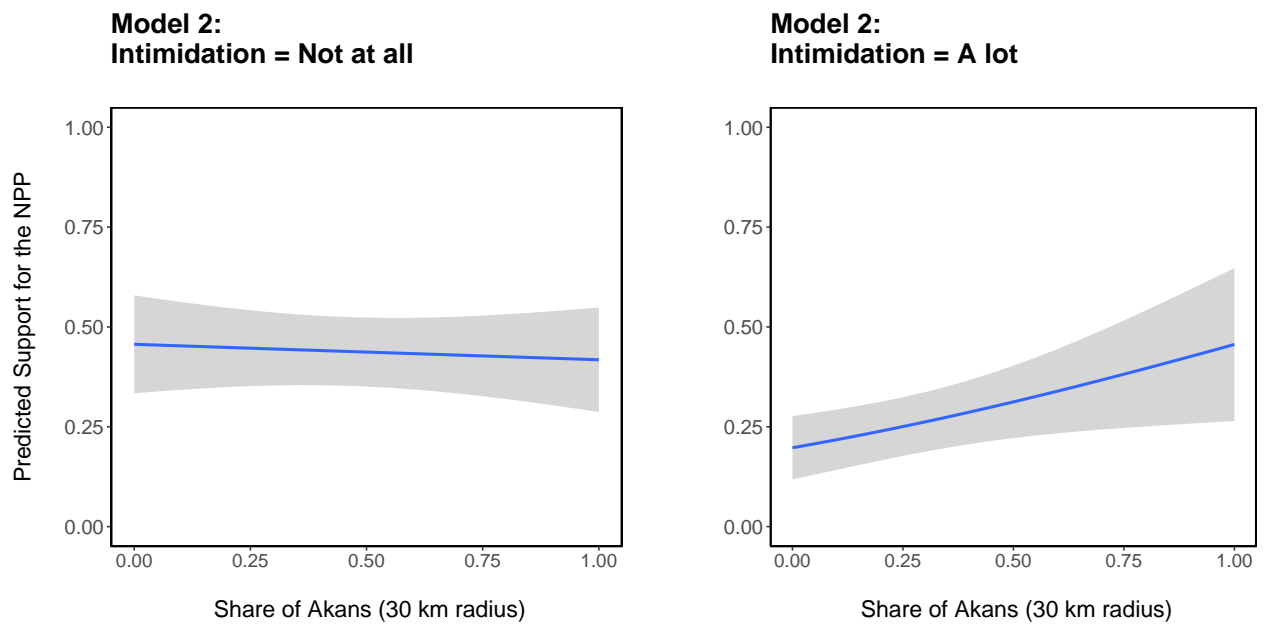 Model 2:
Intimidation = Not at all
Predicted Support for the NPP
1.00
0.75
0.50
0.25
0.00
0.00 0.25 0.50 0.75 1.00
Share of Akans (30 km radius)
Model 2:
Intimidation = A lot
1.00
0.75
0.50
0.25
0.00
0.00 0.25 0.50 0.75 1.00
Share of Akans (30 km radius)